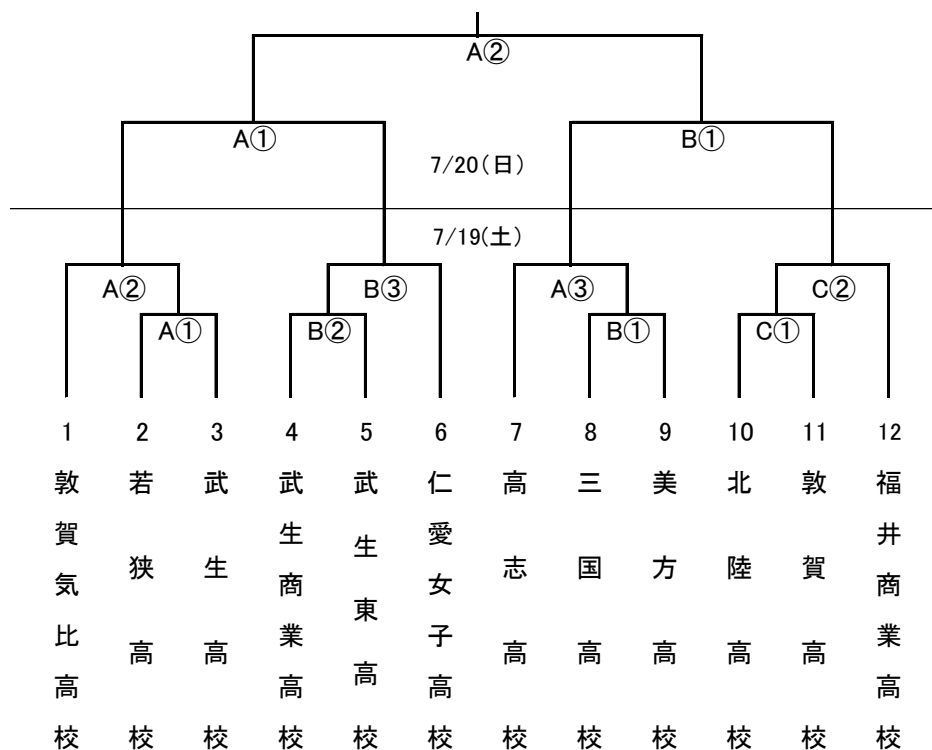 A②
A① B①
7/20(日)
7/19(土)
A② B③ A③ C②
A① B② B① C①
1 2 3 4 5 6 7 8 9 10 11 12
敦賀気比高校
若狭高校
武生高校
武生商業高校
武生東高校
仁愛女子高校
高志高校
三国高校
美方高校
北陸高校
敦賀高校
福井商業高校